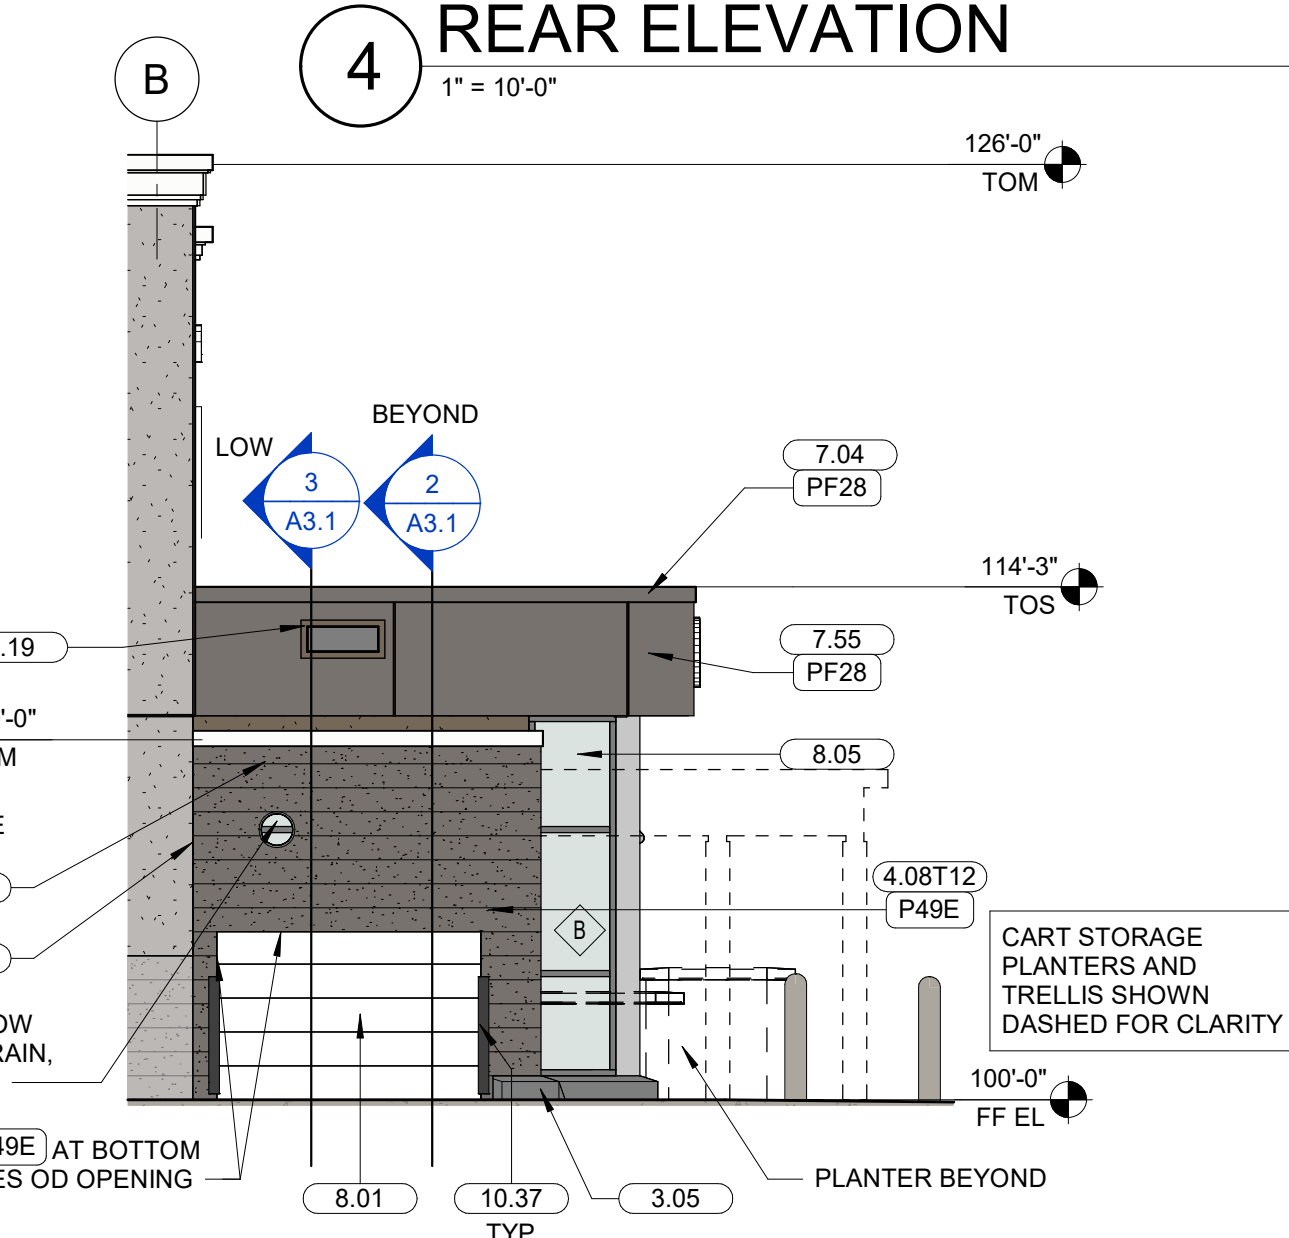 REAR ELEVATION
4
1" = 10'-0"
B
126'-0"
TOM
BEYOND
LOW
3
A3.1
2
A3.1
7.04
PF28
114'-3"
TOS
.19
7.55
PF28
'-0"
M
8.05
E
4.08T12
P49E
B
CART STORAGE
PLANTERS AND
TRELLIS SHOWN
DASHED FOR CLARITY
OW
RAIN,
100'-0"
FF EL
49E AT BOTTOM
ES OD OPENING
PLANTER BEYOND
8.01
10.37
TYP
3.05